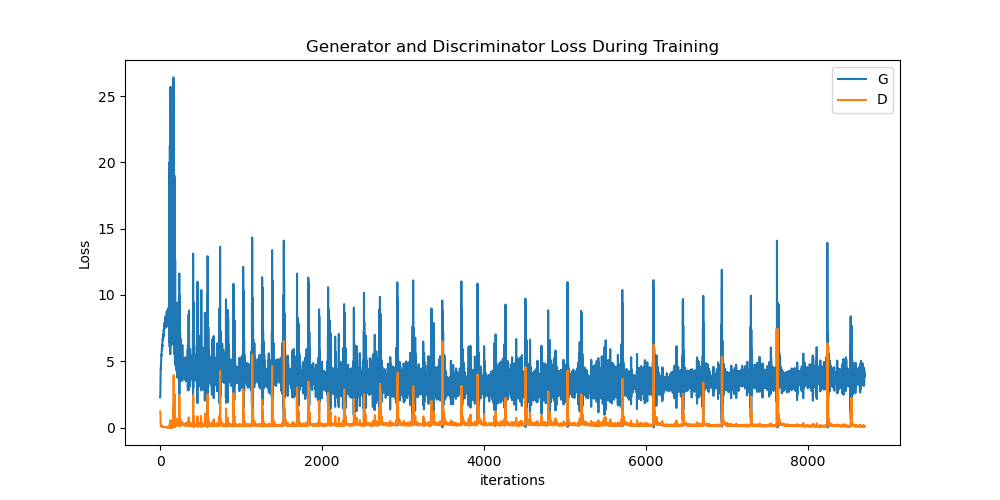 Generator and Discriminator Loss During Training
G
D
25
20
15
10
5
0
Loss
0 2000 4000 6000 8000
iterations